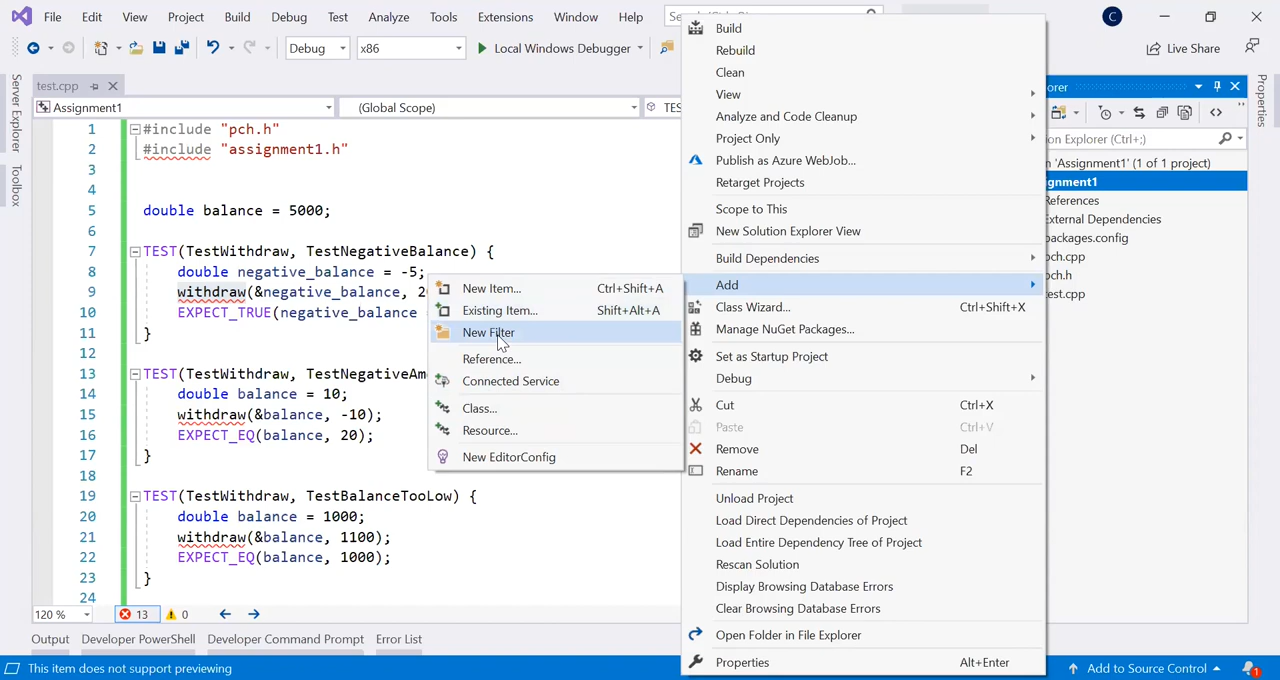 File Edit View Project Build Debug Test Analyze Tools Extensions Window Help
C
Debug x86 Local Windows Debugger Live Share
test.cpp
Assignment1 (Global Scope)
Server Explorer
Toolbox
1 #include "pch.h"
2 #include "assignment1.h"
3
4
5 double balance = 5000;
6
7 TEST(TestWithdraw, TestNegativeBalance) {
8 double negative_balance = -5;
9 withdraw(&negative_balance, 2
10 EXPECT_TRUE(negative_balance
11 }
12
13 TEST(TestWithdraw, TestNegativeAm
14 double balance = 10;
15 withdraw(&balance, -10);
16 EXPECT_EQ(balance, 20);
17 }
18
19 TEST(TestWithdraw, TestBalanceTooLow) {
20 double balance = 1000;
21 withdraw(&balance, 1100);
22 EXPECT_EQ(balance, 1000);
23 }
24
120 % 13 0
New Item... Ctrl+Shift+A
Existing Item... Shift+Alt+A
New Filter
Reference...
Connected Service
Class...
Resource...
New EditorConfig
Build
Rebuild
Clean
View
Analyze and Code Cleanup
Project Only
Publish as Azure WebJob...
Retarget Projects
Scope to This
New Solution Explorer View
Build Dependencies
Add
Class Wizard... Ctrl+Shift+X
Manage NuGet Packages...
Set as Startup Project
Debug
Cut Ctrl+X
Paste Ctrl+V
Remove Del
Rename F2
Unload Project
Load Direct Dependencies of Project
Load Entire Dependency Tree of Project
Rescan Solution
Display Browsing Database Errors
Clear Browsing Database Errors
Open Folder in File Explorer
Properties Alt+Enter
orer
ion Explorer (Ctrl+;)
n 'Assignment1' (1 of 1 project)
gnment1
References
External Dependencies
packages.config
pch.cpp
pch.h
test.cpp
Properties
Output Developer PowerShell Developer Command Prompt Error List
This item does not support previewing Add to Source Control 1